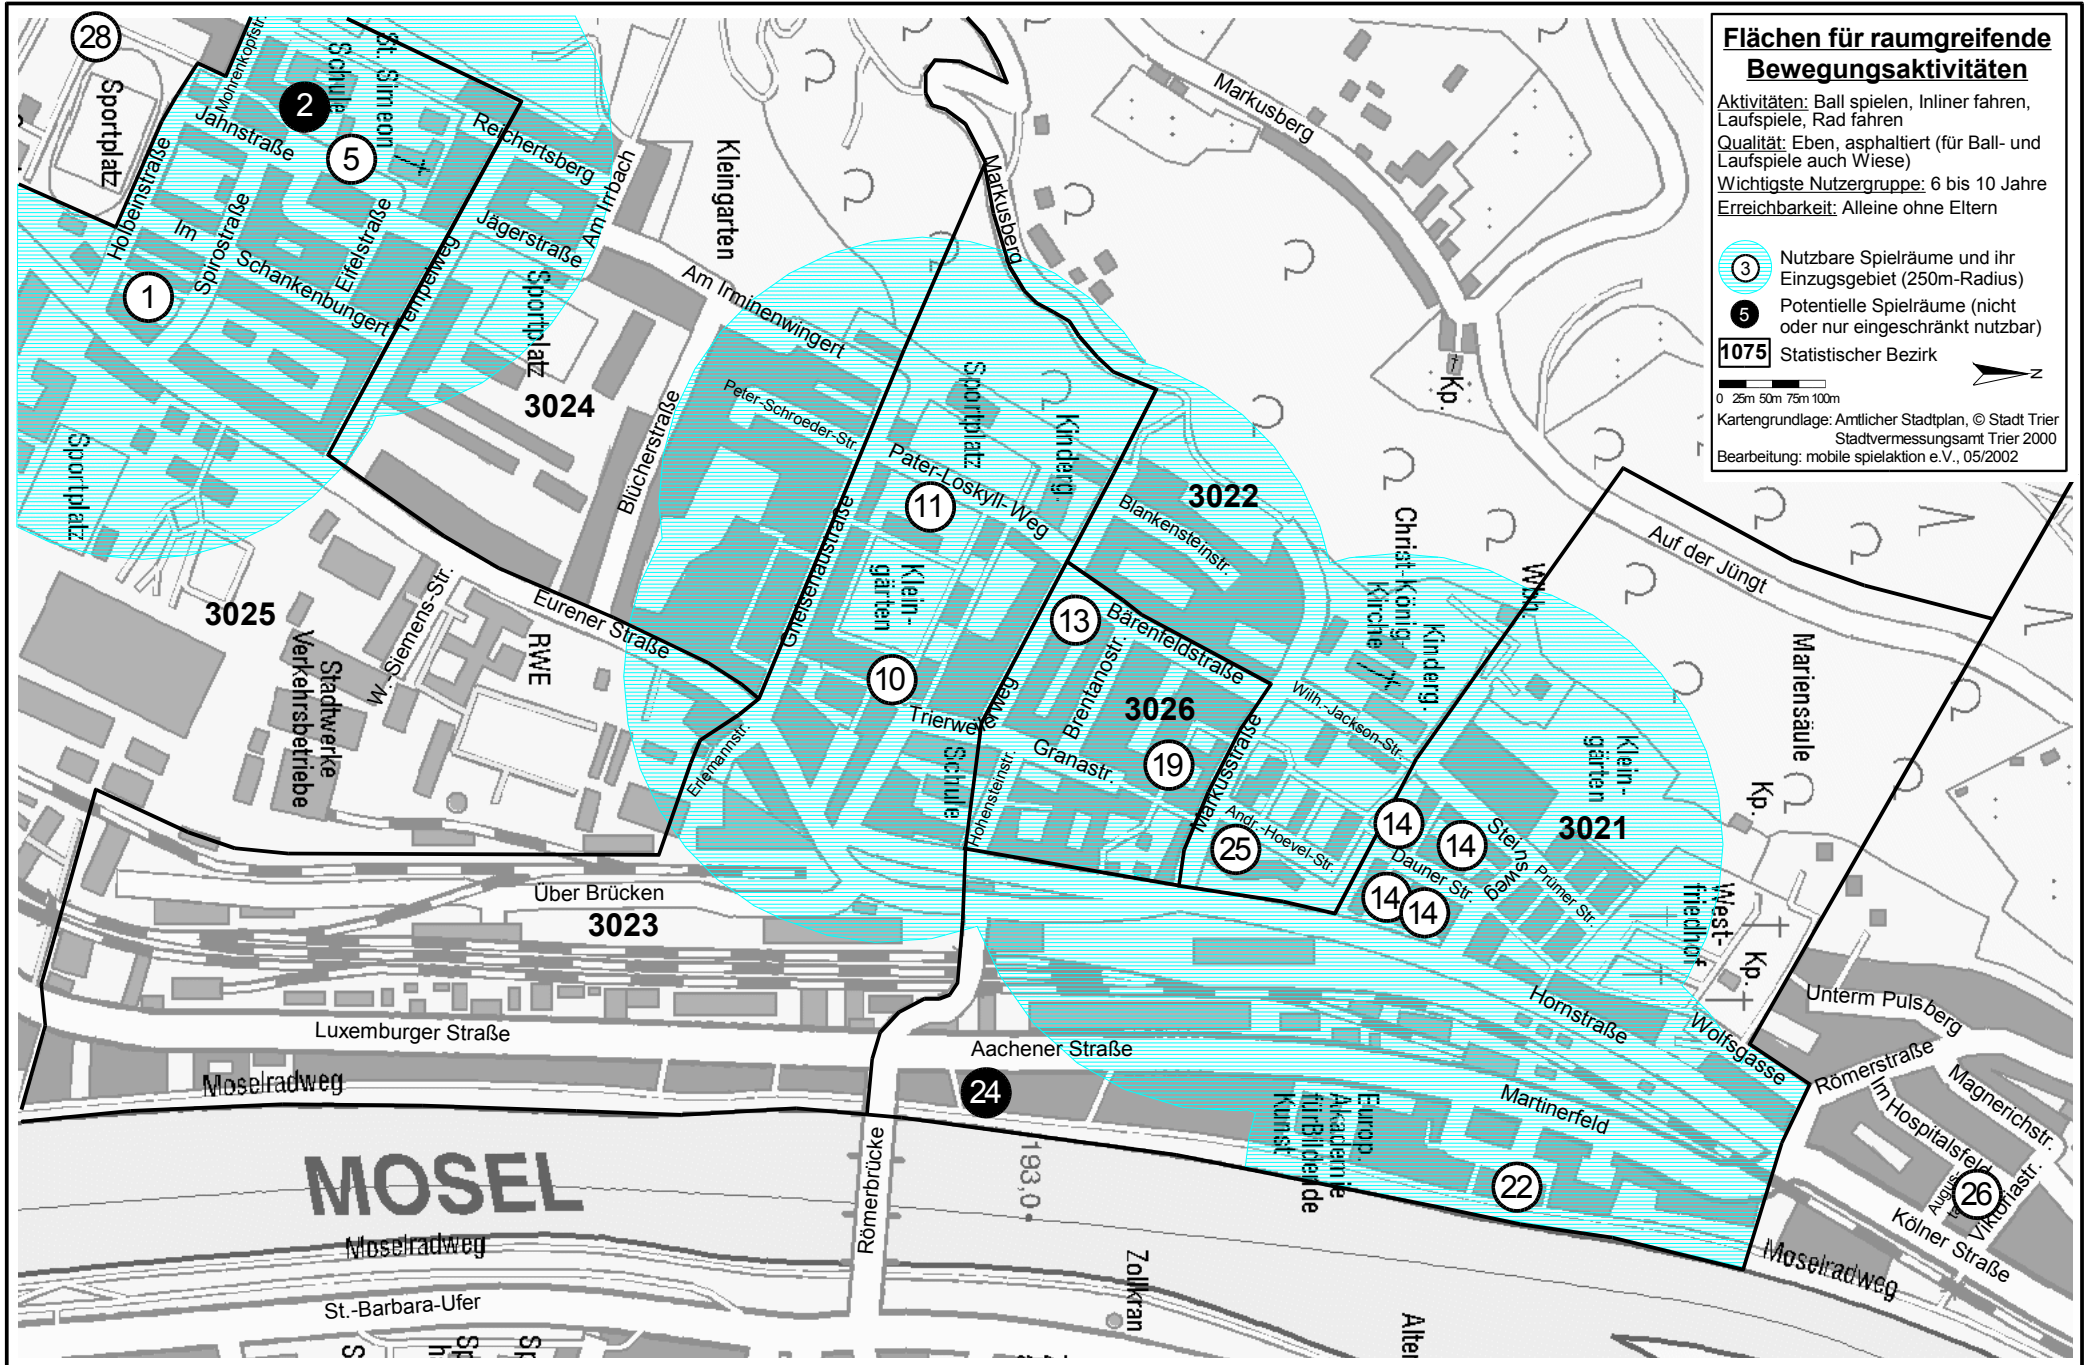 Flächen für raumgreifende
Bewegungsaktivitäten
Aktivitäten: Ball spielen, Inliner fahren,
Laufspiele, Rad fahren
Qualität: Eben, asphaltiert (für Ball- und
Laufspiele auch Wiese)
Wichtigste Nutzergruppe: 6 bis 10 Jahre
Erreichbarkeit: Alleine ohne Eltern
3
Nutzbare Spielräume und ihr
Einzugsgebiet (250m-Radius)
5
Potentielle Spielräume (nicht
oder nur eingeschränkt nutzbar)
1075 Statistischer Bezirk
N
0 25m 50m 75m 100m
Kartengrundlage: Amtlicher Stadtplan, © Stadt Trier
Stadtvermessungsamt Trier 2000
Bearbeitung: mobile spielaktion e.V., 05/2002
28
Sportplatz
Mohrenkopfstr.
2
Schule
St. Simeon
Jahnstraße
5
Reichertsberg
Holbeinstraße
Im
Schankenbungert
Spirostraße
Eifelstraße
Tempelweg
Jägerstraße
Am Irrbach
1
Sportplatz
Sportplatz
Kleingarten
Am Irminenwingert
3024
Peter-Schroeder-Str.
Blücherstraße
Gneisenaustraße
Markusberg
Markusberg
Sportplatz
Kinderg.
Pater-Loskyll-Weg
11
Klein-
gärten
10
3022
Blankensteinstr.
Christ-König-
Kirche
Kinderg.
Kp.
Auf der Jüngt
Mariensäule
13
Bärenfeldstraße
Brentanostr.
3026
Trierweilerweg
Granastr.
19
Markusstraße
Wilh.-Jackson-Str.
Andr.-Hoevel-Str.
25
Schule
Hohensteinstr.
Klein-
gärten
3021
14
14
14
14
Steinsweg
Dauner Str.
Prümer Str.
Kp.
West-
friedhof
Kp.
3025
Stadtwerke
Verkehrsbetriebe
W.-Siemens-Str.
RWE
Eurener Straße
Erlemannstr.
Über Brücken
3023
Luxemburger Straße
Aachener Straße
Moselradweg
24
Hornstraße
Wolfsgasse
Martinerfeld
Europ.
Akademie
für Bildende
Kunst
22
Unterm Pulsberg
Römerstraße
Magnerichstr.
Im Hospitalsfeld
26
Viktoriastr.
Kölner Straße
Moselradweg
MOSEL
Römerbrücke
193,0
Moselradweg
St.-Barbara-Ufer
Zollkran